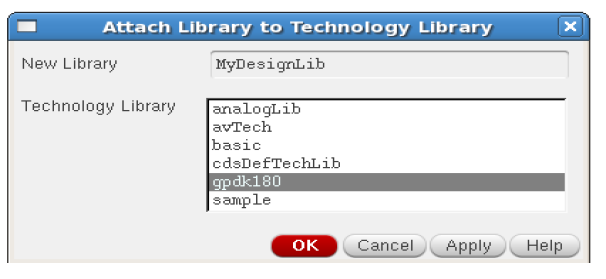 Attach Library to Technology Library
New Library MyDesignLib
Technology Library
analogLib
avTech
basic
cdsDefTechLib
gpdk180
sample
OK Cancel Apply Help